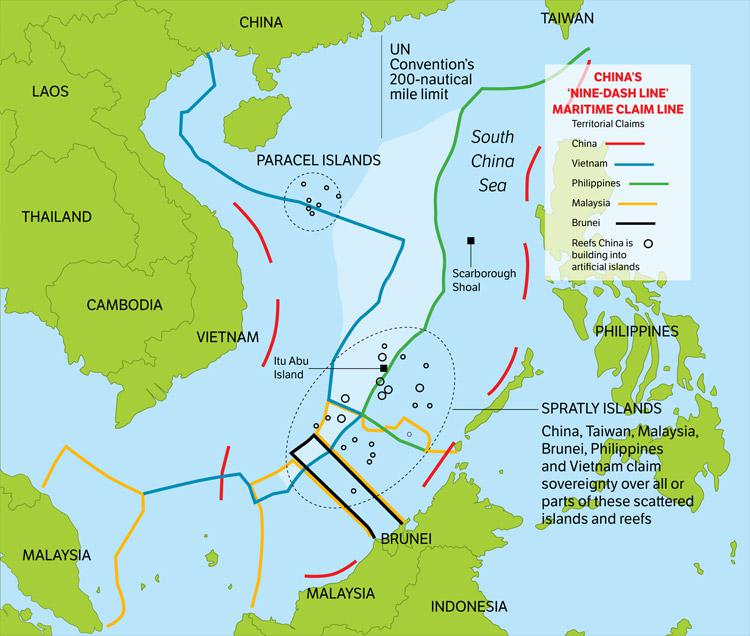 CHINA
TAIWAN
UN
Convention's
200-nautical
mile limit
LAOS
CHINA'S
'NINE-DASH LINE'
MARITIME CLAIM LINE
Territorial Claims
China
Vietnam
Philippines
Malaysia
Brunei
Reefs China is
building into
artificial islands
South
China
Sea
PARACEL ISLANDS
THAILAND
Scarborough
Shoal
CAMBODIA
VIETNAM
PHILIPPINES
Itu Abu
Island
SPRATLY ISLANDS
China, Taiwan, Malaysia,
Brunei, Philippines
and Vietnam claim
sovereignty over all or
parts of these scattered
islands and reefs
BRUNEI
MALAYSIA
MALAYSIA
INDONESIA